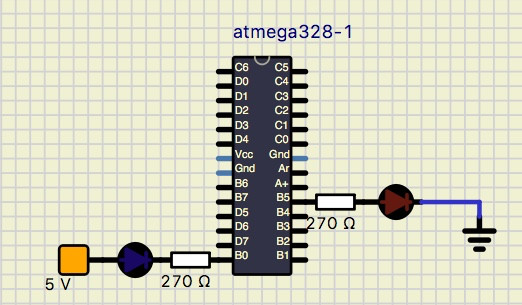 atmega328-1
C6 C5
D0 C4
D1 C3
D2 C2
D3 C1
D4 C0
Vcc Gnd
Gnd Ar
B6 A+
B7 B5
D5 B4
D6 B3
D7 B2
B0 B1
270 Ω
5 V
270 Ω